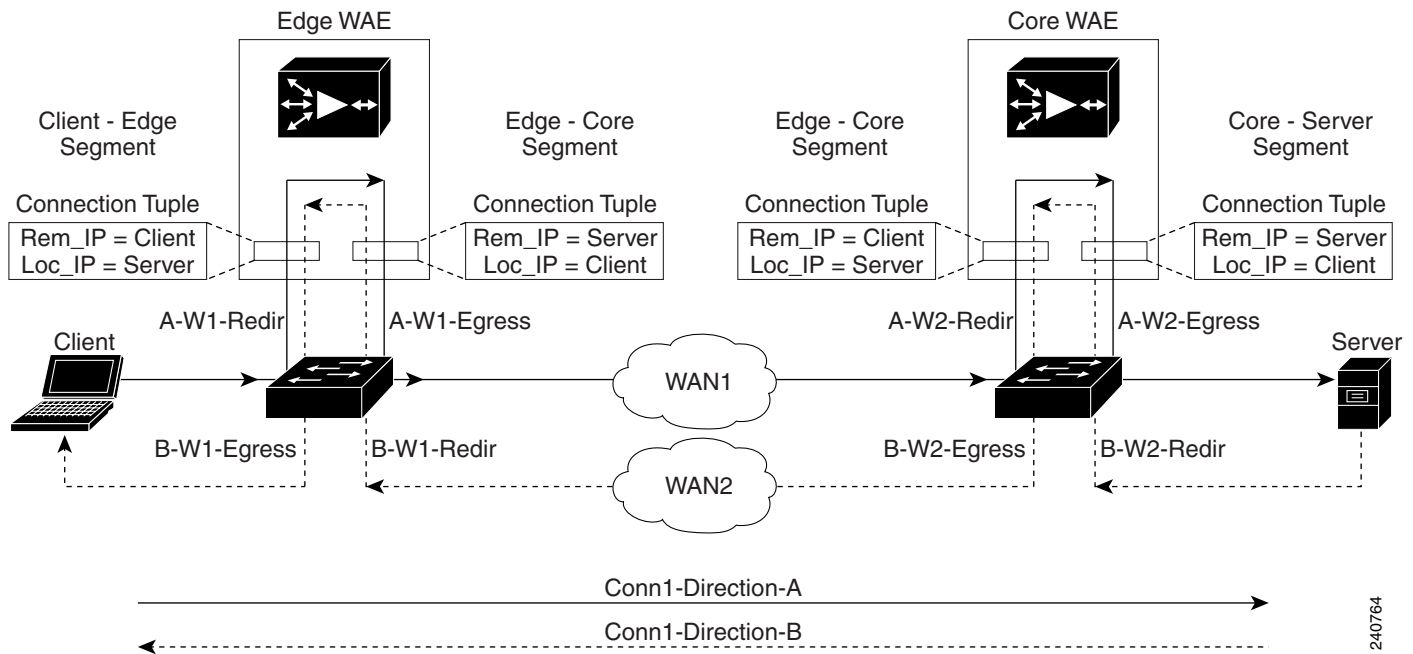 Edge WAE
Core WAE
Client - Edge
Segment
Edge - Core
Segment
Edge - Core
Segment
Core - Server
Segment
Connection Tuple
Rem_IP = Client
Loc_IP = Server
Connection Tuple
Rem_IP = Server
Loc_IP = Client
Connection Tuple
Rem_IP = Client
Loc_IP = Server
Connection Tuple
Rem_IP = Server
Loc_IP = Client
A-W1-Redir
A-W1-Egress
A-W2-Redir
A-W2-Egress
Client
Server
WAN1
B-W1-Egress
B-W1-Redir
B-W2-Egress
B-W2-Redir
WAN2
Conn1-Direction-A
Conn1-Direction-B
240764